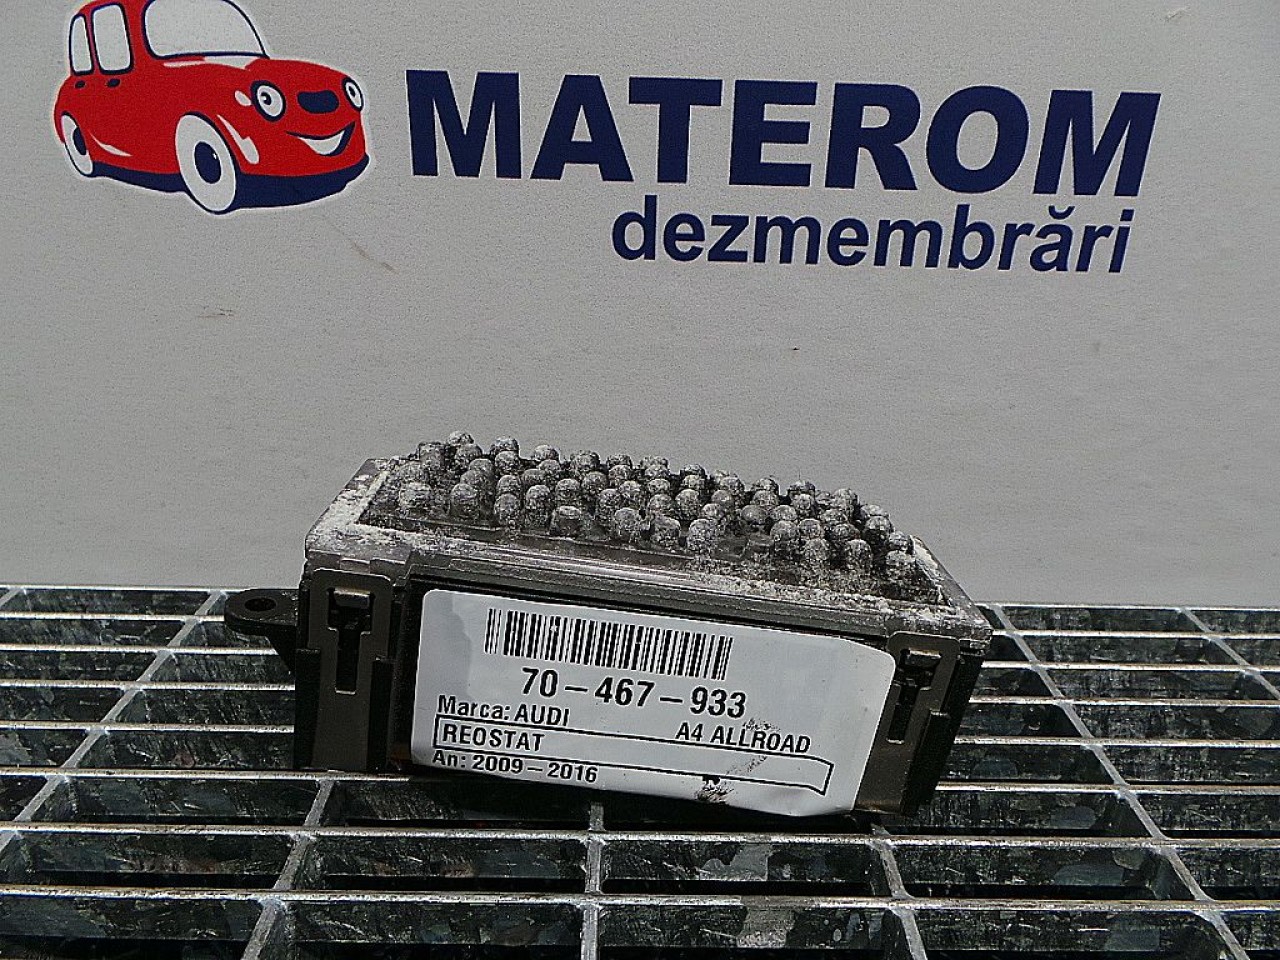 MATEROM
dezmembrări
70-467-933
Marca: AUDI A4 ALLROAD
REOSTAT
An: 2009-2016